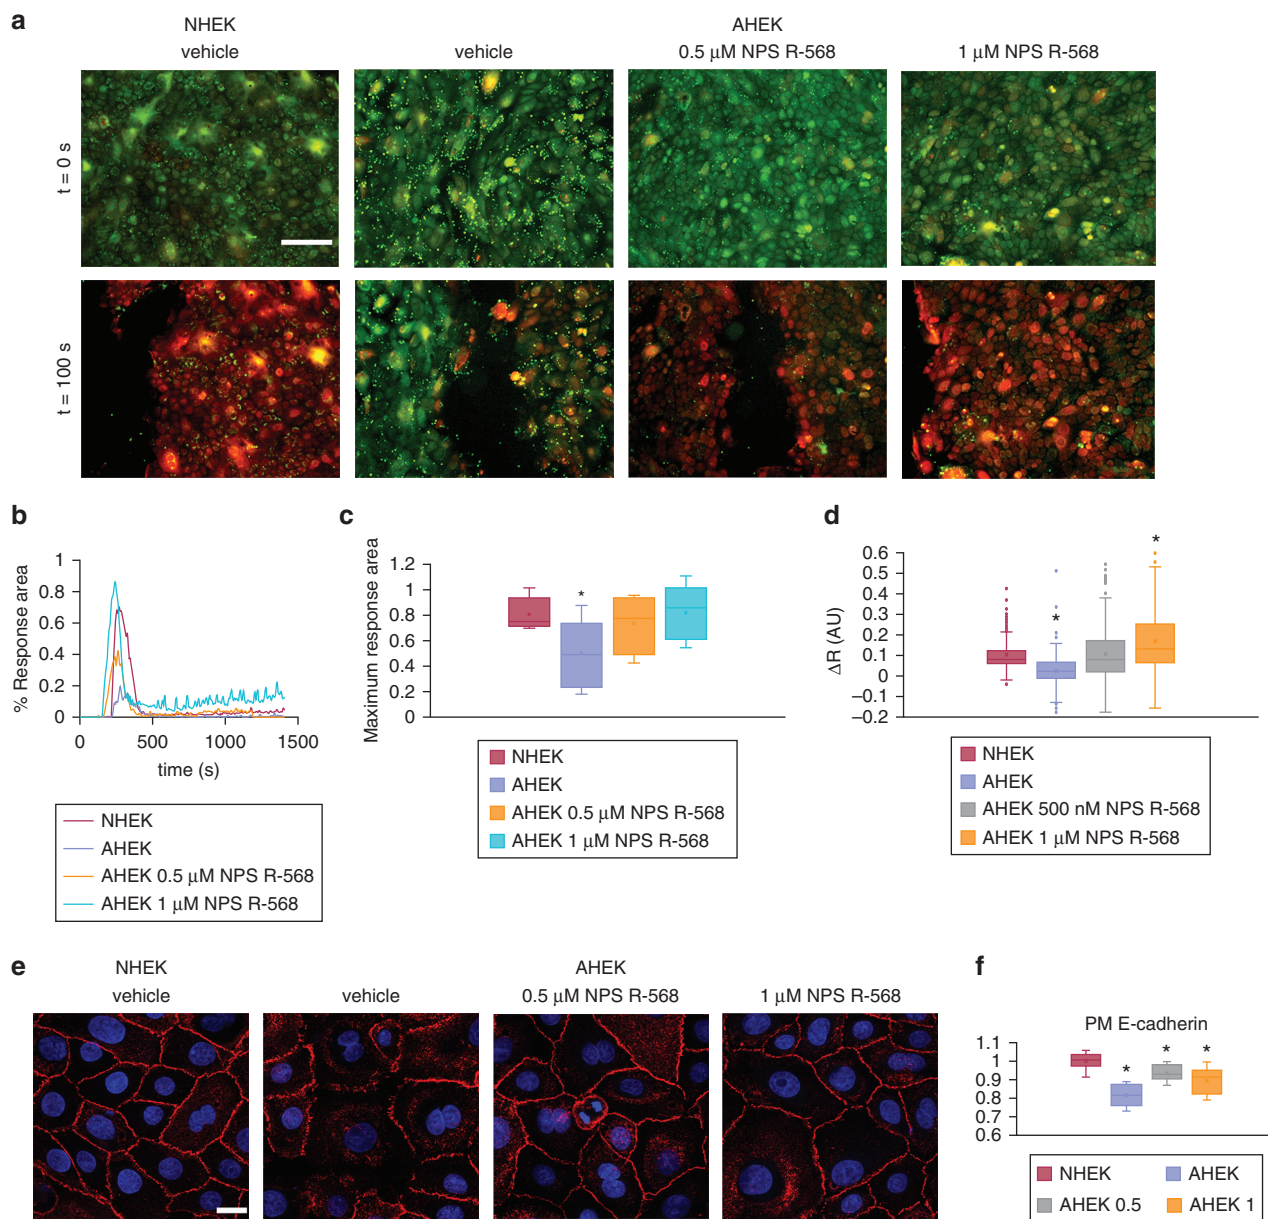 a
NHEK
AHEK
vehicle
vehicle
0.5 μM NPS R-568
1 μM NPS R-568
t = 0 s
t = 100 s
b
% Response area
1
0.8
0.6
0.4
0.2
0
0
500
1000
1500
time (s)
NHEK
AHEK
AHEK 0.5 μM NPS R-568
AHEK 1 μM NPS R-568
c
Maximum response area
1.2
1
0.8
0.6
0.4
0.2
0
*
NHEK
AHEK
AHEK 0.5 μM NPS R-568
AHEK 1 μM NPS R-568
d
ΔR (AU)
0.6
0.5
0.4
0.3
0.2
0.1
0
−0.1
−0.2
*
*
NHEK
AHEK
AHEK 500 nM NPS R-568
AHEK 1 μM NPS R-568
e
NHEK
AHEK
vehicle
vehicle
0.5 μM NPS R-568
1 μM NPS R-568
f
PM E-cadherin
1.1
1
0.9
0.8
0.7
0.6
*
*
*
NHEK
AHEK
AHEK 0.5
AHEK 1